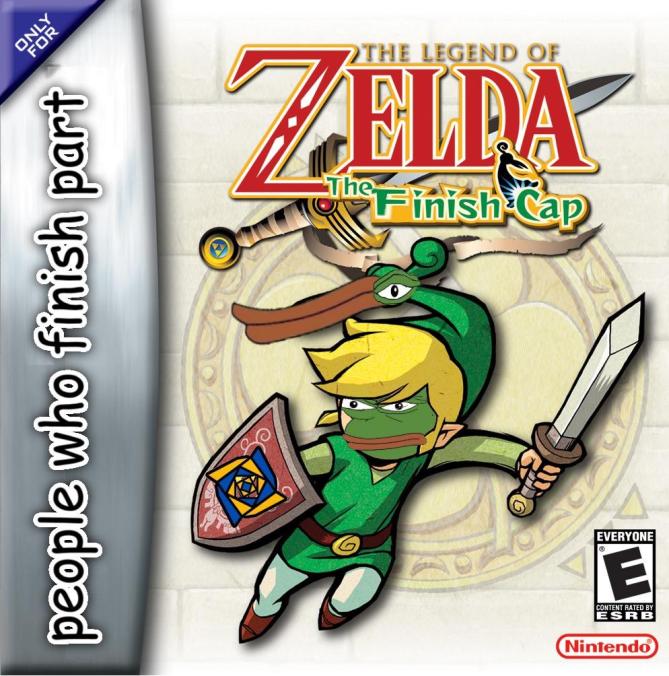 ONLY
FOR
people who finish part
THE LEGEND OF
ZELDA
The Finish Cap
EVERYONE
E
®
CONTENT RATED BY
ESRB
Nintendo